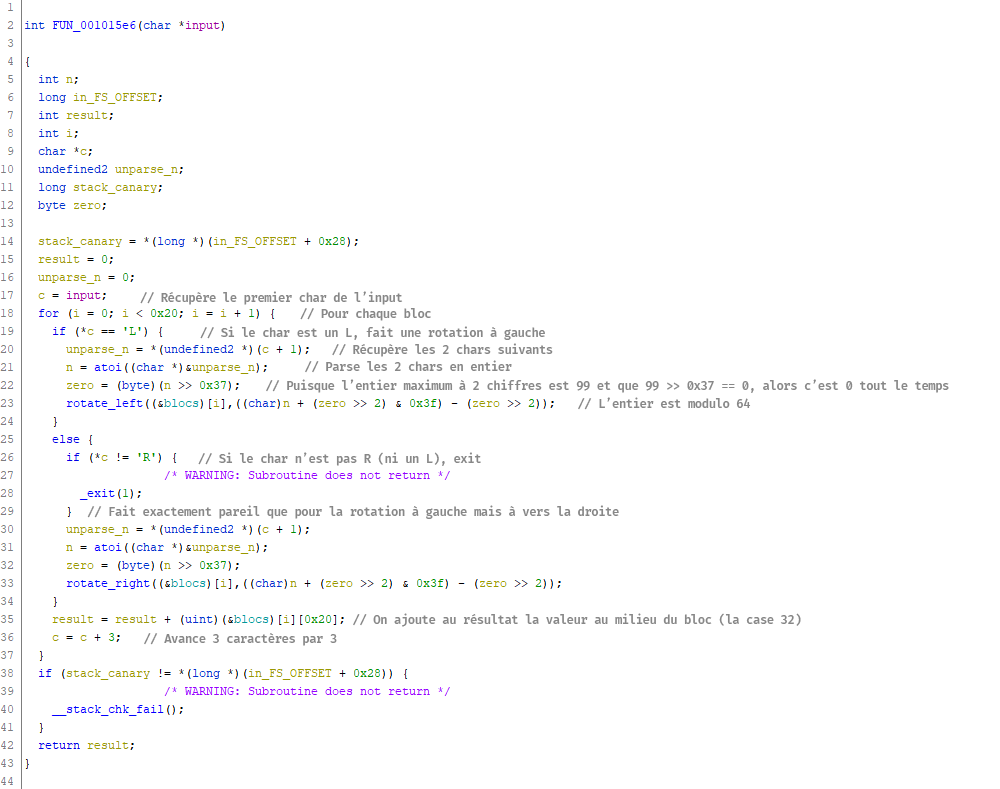 1
2 int FUN_001015e6(char *input)
3
4 {
5   int n;
6   long in_FS_OFFSET;
7   int result;
8   int i;
9   char *c;
10   undefined2 unparse_n;
11   long stack_canary;
12   byte zero;
13
14   stack_canary = *(long *)(in_FS_OFFSET + 0x28);
15   result = 0;
16   unparse_n = 0;
17   c = input;     // Récupère le premier char de l'input
18   for (i = 0; i < 0x20; i = i + 1) {    // Pour chaque bloc
19     if (*c == 'L') {      // Si le char est un L, fait une rotation à gauche
20       unparse_n = *(undefined2 *)(c + 1);   // Récupère les 2 chars suivants
21       n = atoi((char *)&unparse_n);     // Parse les 2 chars en entier
22       zero = (byte)(n >> 0x37);    // Puisque l'entier maximum à 2 chiffres est 99 et que 99 >> 0x37 == 0, alors c'est 0 tout le temps
23       rotate_left((&blocs)[i],((char)n + (zero >> 2) & 0x3f) - (zero >> 2));   // L'entier est modulo 64
24     }
25     else {
26       if (*c != 'R') {   // Si le char n'est pas R (ni un L), exit
27                     /* WARNING: Subroutine does not return */
28         _exit(1);
29       }  // Fait exactement pareil que pour la rotation à gauche mais à vers la droite
30       unparse_n = *(undefined2 *)(c + 1);
31       n = atoi((char *)&unparse_n);
32       zero = (byte)(n >> 0x37);
33       rotate_right((&blocs)[i],((char)n + (zero >> 2) & 0x3f) - (zero >> 2));
34     }
35     result = result + (uint)(&blocs)[i][0x20]; // On ajoute au résultat la valeur au milieu du bloc (la case 32)
36     c = c + 3;   // Avance 3 caractères par 3
37   }
38   if (stack_canary != *(long *)(in_FS_OFFSET + 0x28)) {
39                     /* WARNING: Subroutine does not return */
40     __stack_chk_fail();
41   }
42   return result;
43 }
44